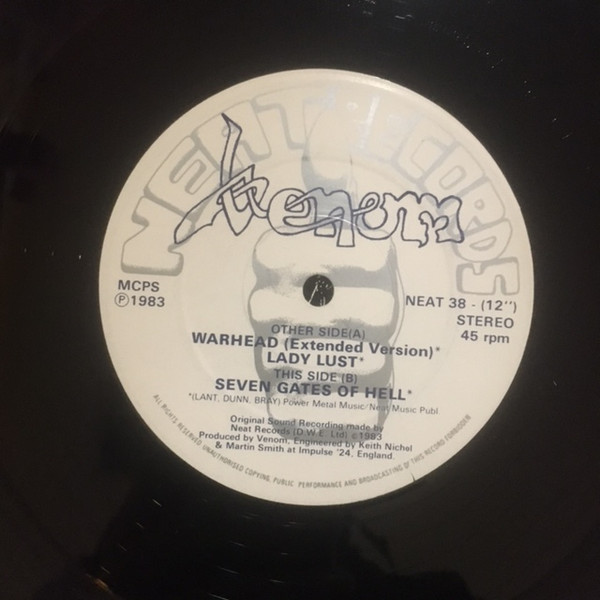 NEAT RECORDS
Venom
MCPS
Ⓟ1983
NEAT 38 - (12")
STEREO
45 rpm
OTHER SIDE(A)
WARHEAD (Extended Version)*
LADY LUST*
THIS SIDE (B)
SEVEN GATES OF HELL*
*(LANT, DUNN, BRAY) Power Metal Music/Neat Music Publ
Original Sound Recording made by
Neat Records (D.W.E. Ltd) ©1983
Produced by Venom, Engineered by Keith Nichol
& Martin Smith at Impulse '24, England.
ALL RIGHTS RESERVED UNAUTHORISED COPYING, PUBLIC PERFORMANCE AND BROADCASTING OF THIS RECORD FORBIDDEN